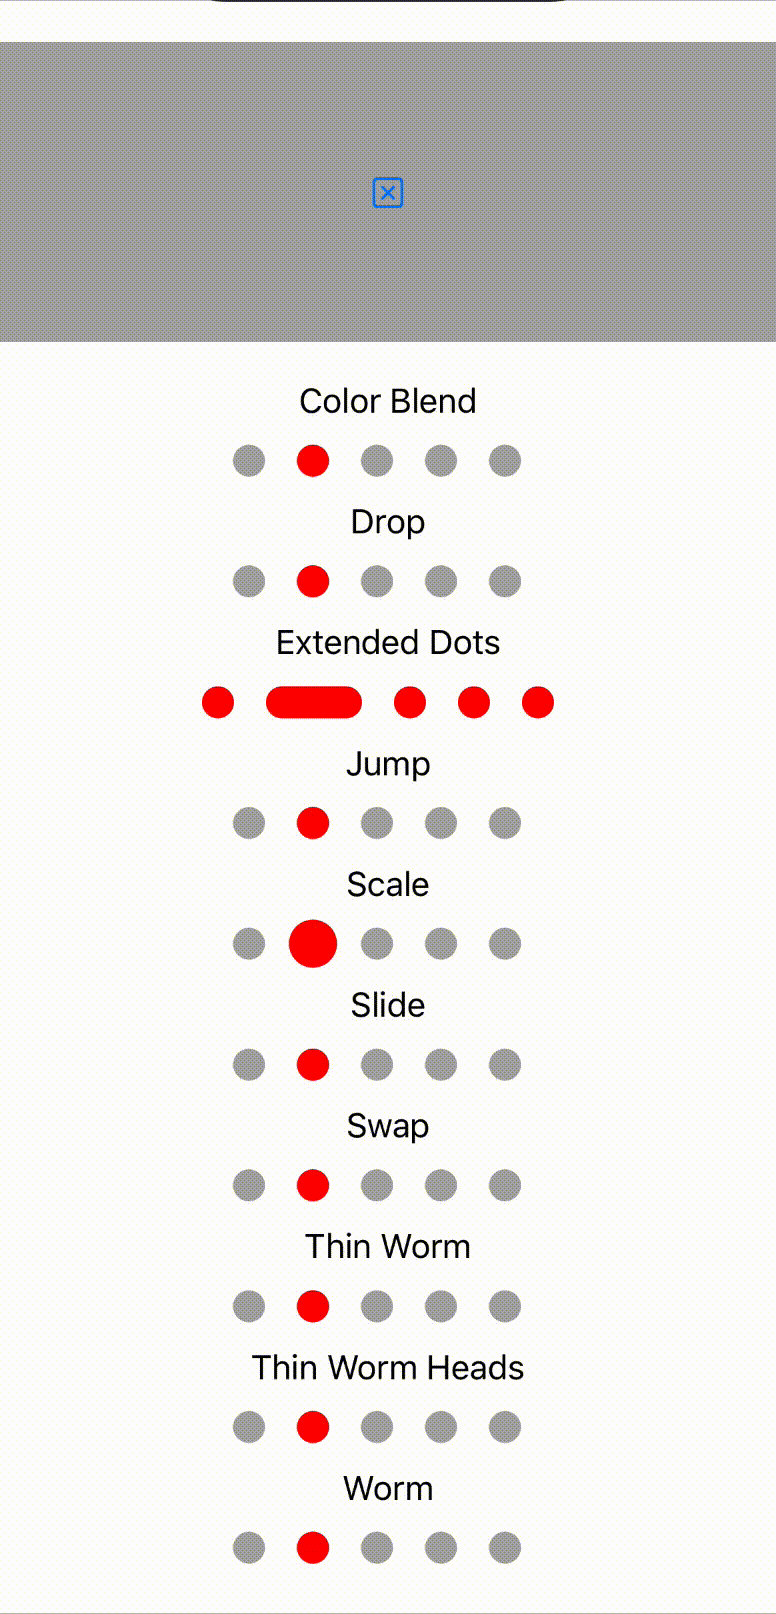 Color Blend
Drop
Extended Dots
Jump
Scale
Slide
Swap
Thin Worm
Thin Worm Heads
Worm